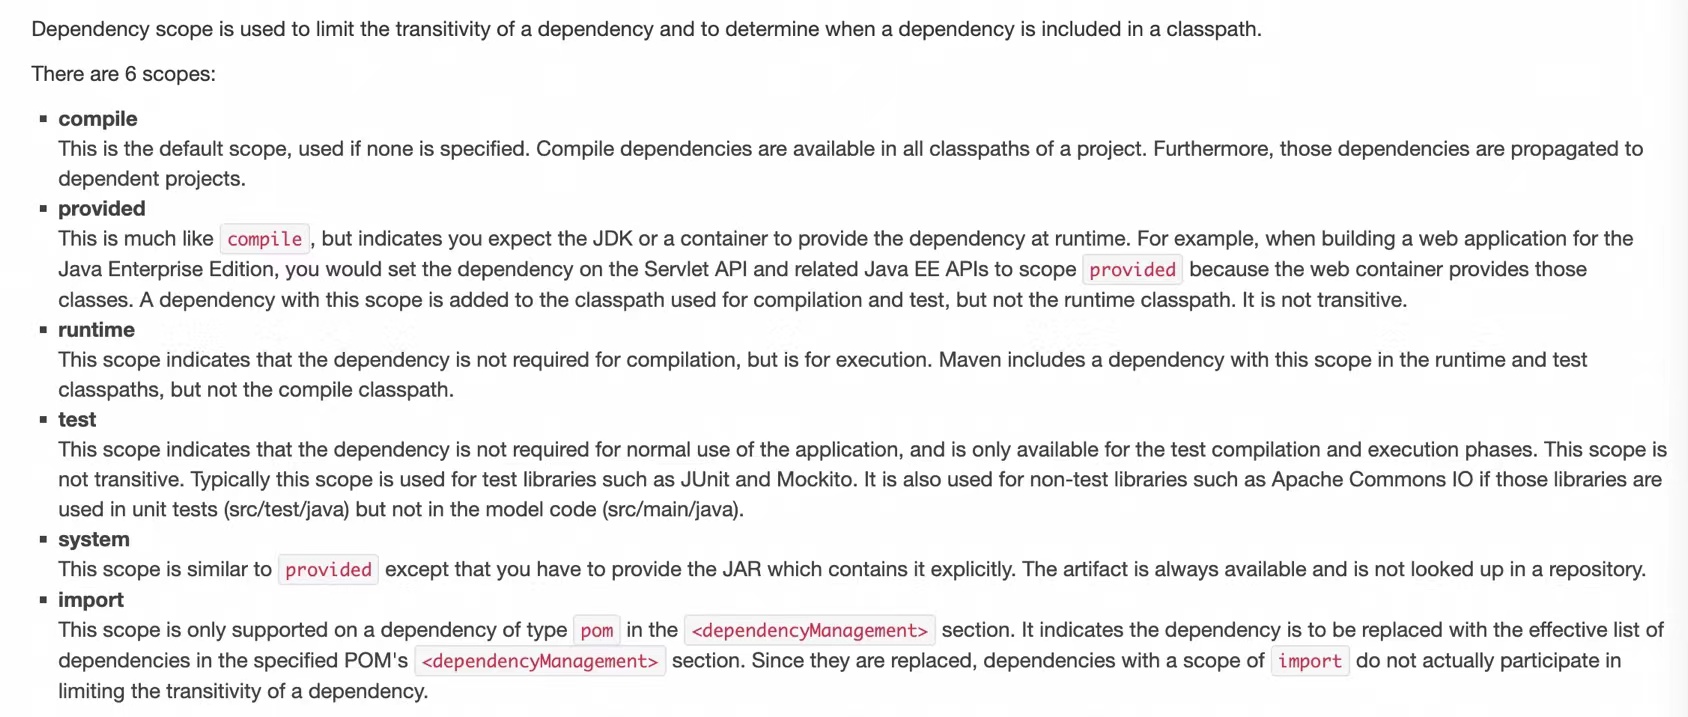 Dependency scope is used to limit the transitivity of a dependency and to determine when a dependency is included in a classpath.
There are 6 scopes:
▪ compile
This is the default scope, used if none is specified. Compile dependencies are available in all classpaths of a project. Furthermore, those dependencies are propagated to
dependent projects.
▪ provided
This is much like compile , but indicates you expect the JDK or a container to provide the dependency at runtime. For example, when building a web application for the
Java Enterprise Edition, you would set the dependency on the Servlet API and related Java EE APIs to scope provided because the web container provides those
classes. A dependency with this scope is added to the classpath used for compilation and test, but not the runtime classpath. It is not transitive.
▪ runtime
This scope indicates that the dependency is not required for compilation, but is for execution. Maven includes a dependency with this scope in the runtime and test
classpaths, but not the compile classpath.
▪ test
This scope indicates that the dependency is not required for normal use of the application, and is only available for the test compilation and execution phases. This scope is
not transitive. Typically this scope is used for test libraries such as JUnit and Mockito. It is also used for non-test libraries such as Apache Commons IO if those libraries are
used in unit tests (src/test/java) but not in the model code (src/main/java).
▪ system
This scope is similar to provided except that you have to provide the JAR which contains it explicitly. The artifact is always available and is not looked up in a repository.
▪ import
This scope is only supported on a dependency of type pom in the <dependencyManagement> section. It indicates the dependency is to be replaced with the effective list of
dependencies in the specified POM's <dependencyManagement> section. Since they are replaced, dependencies with a scope of import do not actually participate in
limiting the transitivity of a dependency.